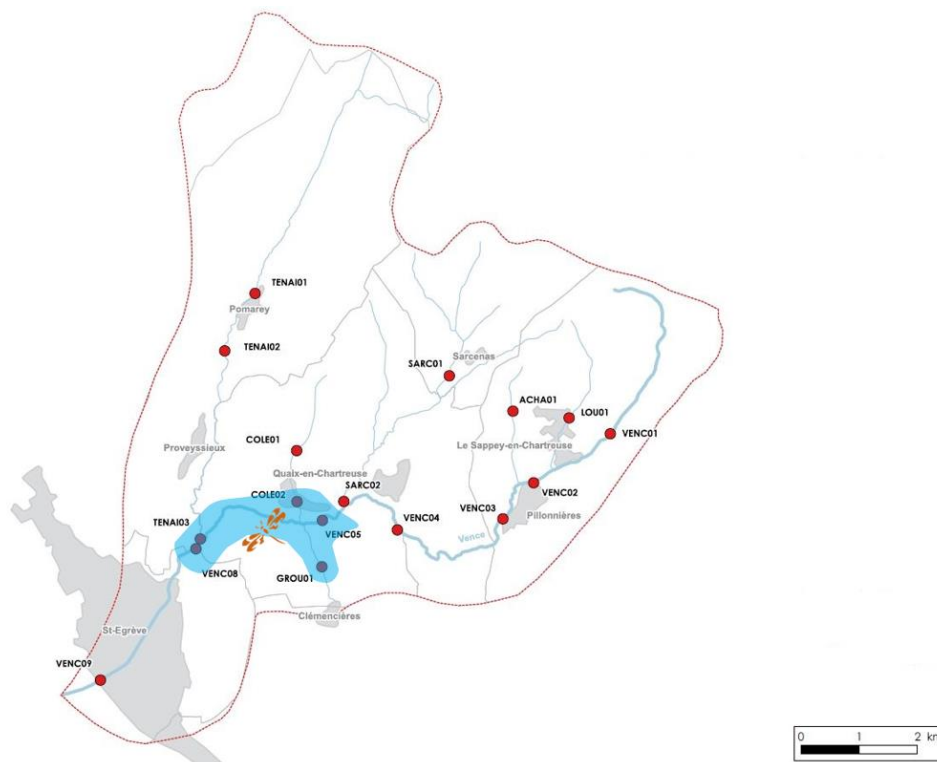 TENAI01
Pomarey
TENAI02
Sarcenas
SARC01
ACHA01
LOU01
VENC01
Le Sappey-en-Chartreuse
Proveyssieux
COLE01
Quaix-en-Chartreuse
SARC02
COLE02
VENC02
Pillonnières
VENC03
VENC04
Vence
TENAI03
VENC05
VENC08
GROU01
Clémencières
St-Egrève
VENC09
0 1 2 km